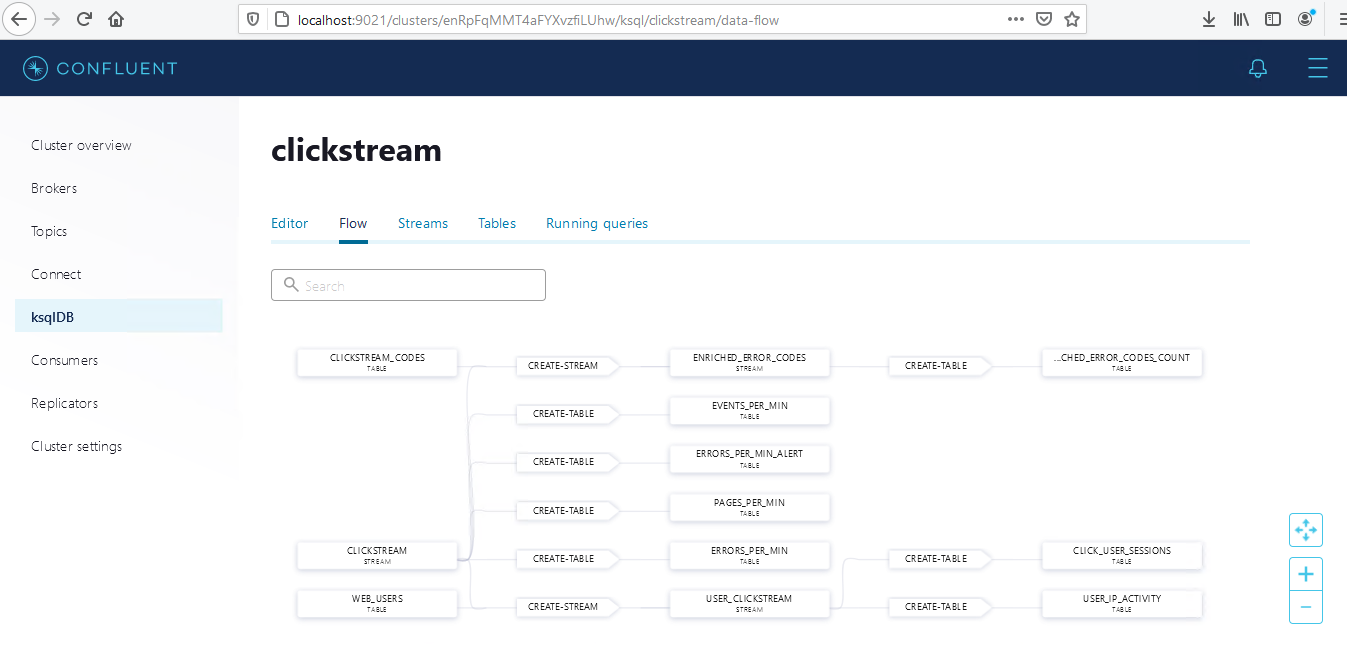 localhost:9021/clusters/enRpFqMMT4aFYXvzfiLUhw/ksql/clickstream/data-flow
CONFLUENT
Cluster overview
Brokers
Topics
Connect
ksqlDB
Consumers
Replicators
Cluster settings
clickstream
Editor Flow Streams Tables Running queries
Search
CLICKSTREAM_CODES
TABLE
CREATE-STREAM
ENRICHED_ERROR_CODES
STREAM
CREATE-TABLE
...CHED_ERROR_CODES_COUNT
TABLE
CREATE-TABLE
EVENTS_PER_MIN
TABLE
CREATE-TABLE
ERRORS_PER_MIN_ALERT
TABLE
CREATE-TABLE
PAGES_PER_MIN
TABLE
CLICKSTREAM
STREAM
CREATE-TABLE
ERRORS_PER_MIN
TABLE
CREATE-TABLE
CLICK_USER_SESSIONS
TABLE
WEB_USERS
TABLE
CREATE-STREAM
USER_CLICKSTREAM
STREAM
CREATE-TABLE
USER_IP_ACTIVITY
TABLE